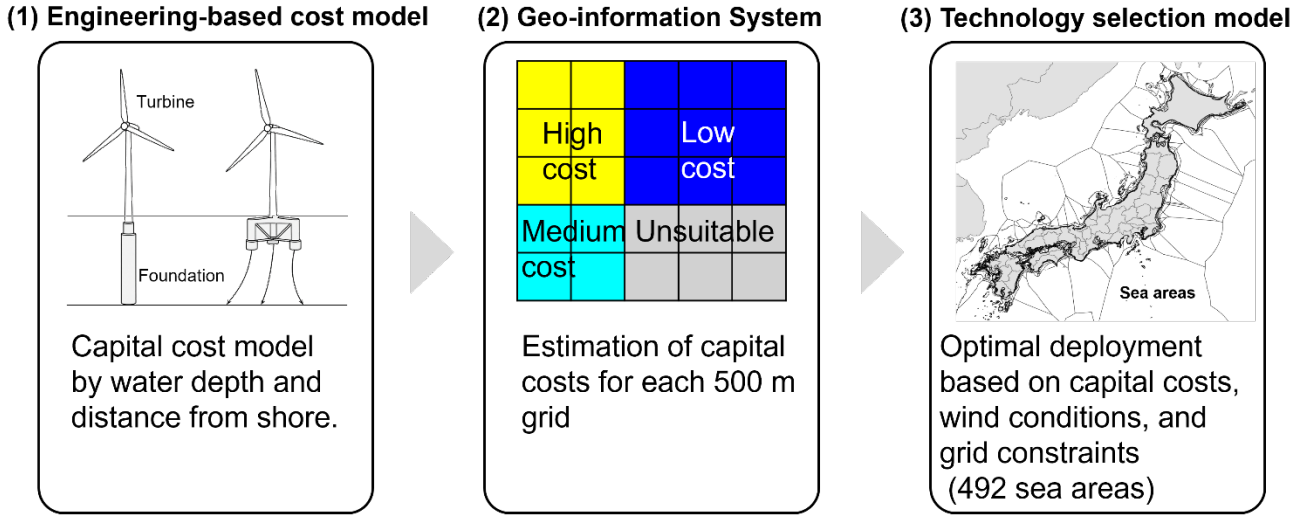 (1) Engineering-based cost model
Turbine
Foundation
Capital cost model
by water depth and
distance from shore.
(2) Geo-information System
High
cost
Low
cost
Medium
cost
Unsuitable
Estimation of capital
costs for each 500 m
grid
(3) Technology selection model
Sea areas
Optimal deployment
based on capital costs,
wind conditions, and
grid constraints
(492 sea areas)